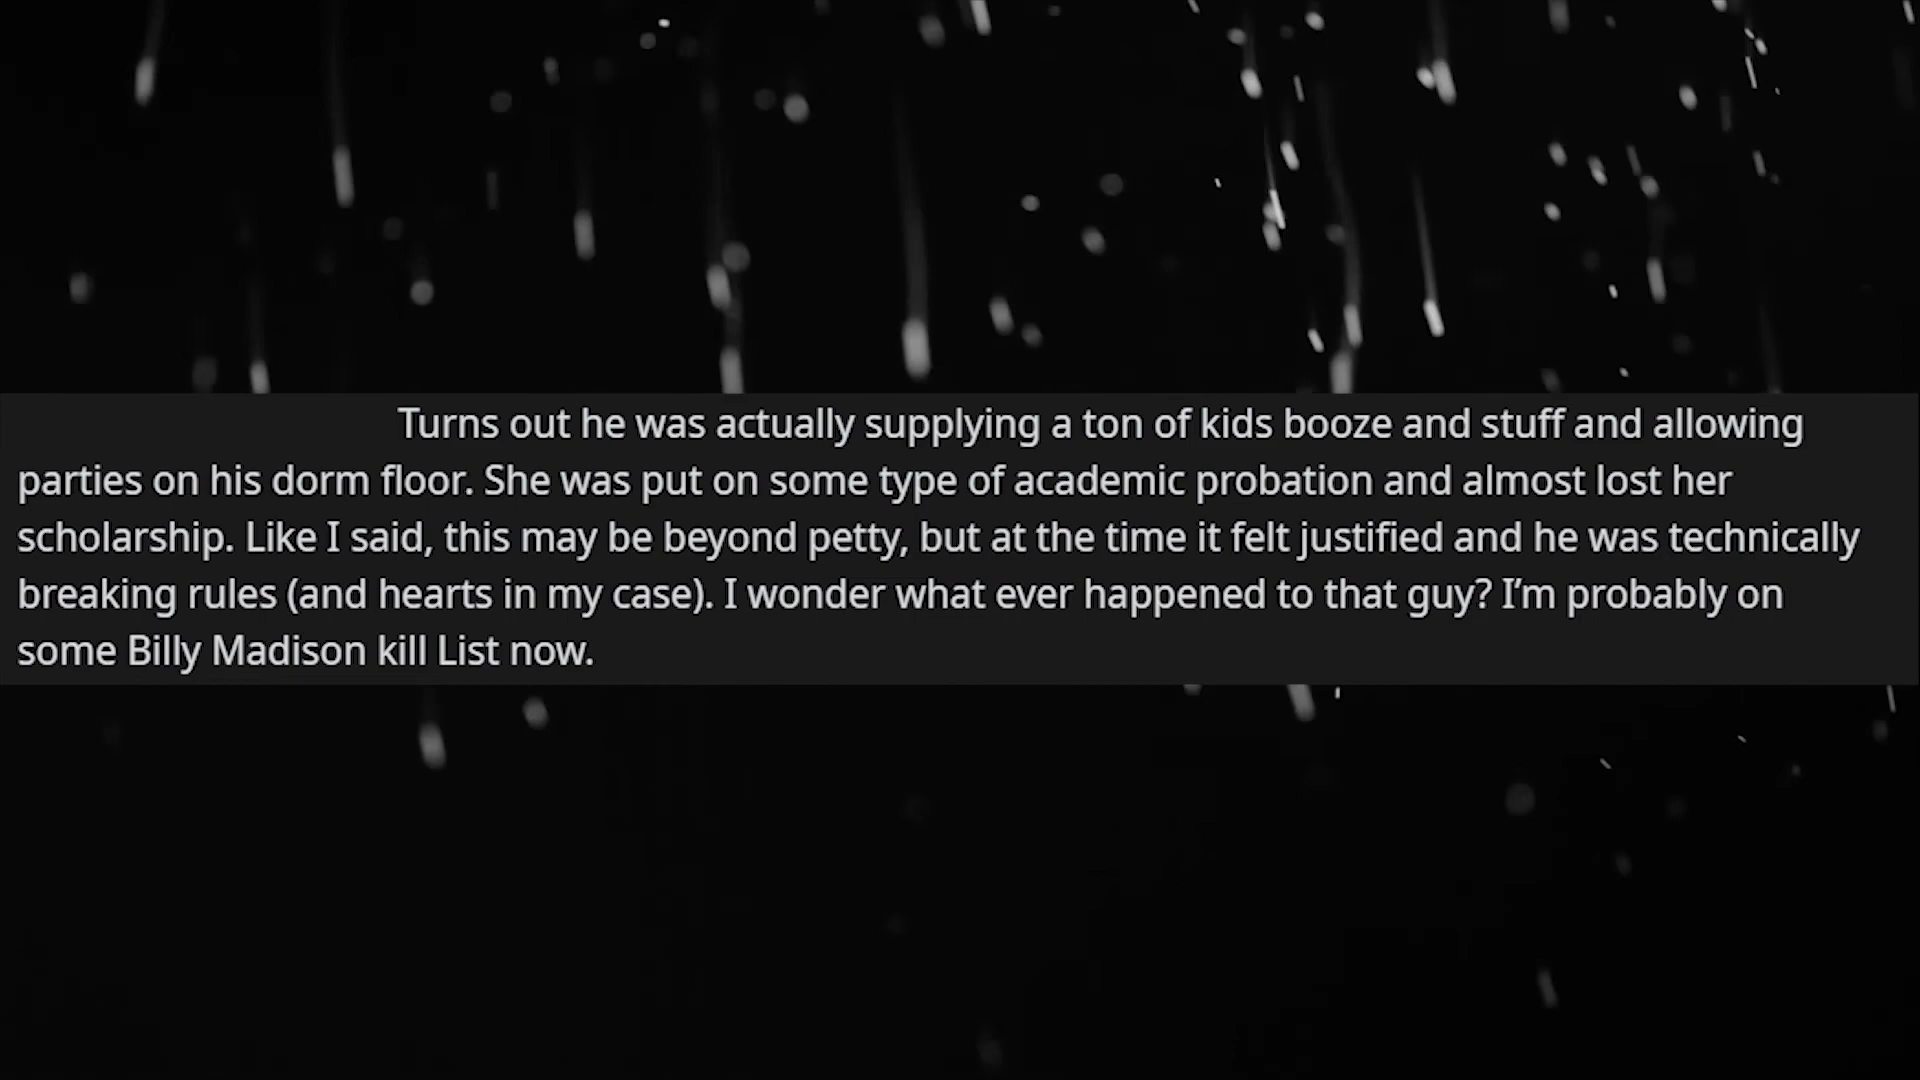 Turns out he was actually supplying a ton of kids booze and stuff and allowing
parties on his dorm floor. She was put on some type of academic probation and almost lost her
scholarship. Like I said, this may be beyond petty, but at the time it felt justified and he was technically
breaking rules (and hearts in my case). I wonder what ever happened to that guy? I’m probably on
some Billy Madison kill List now.